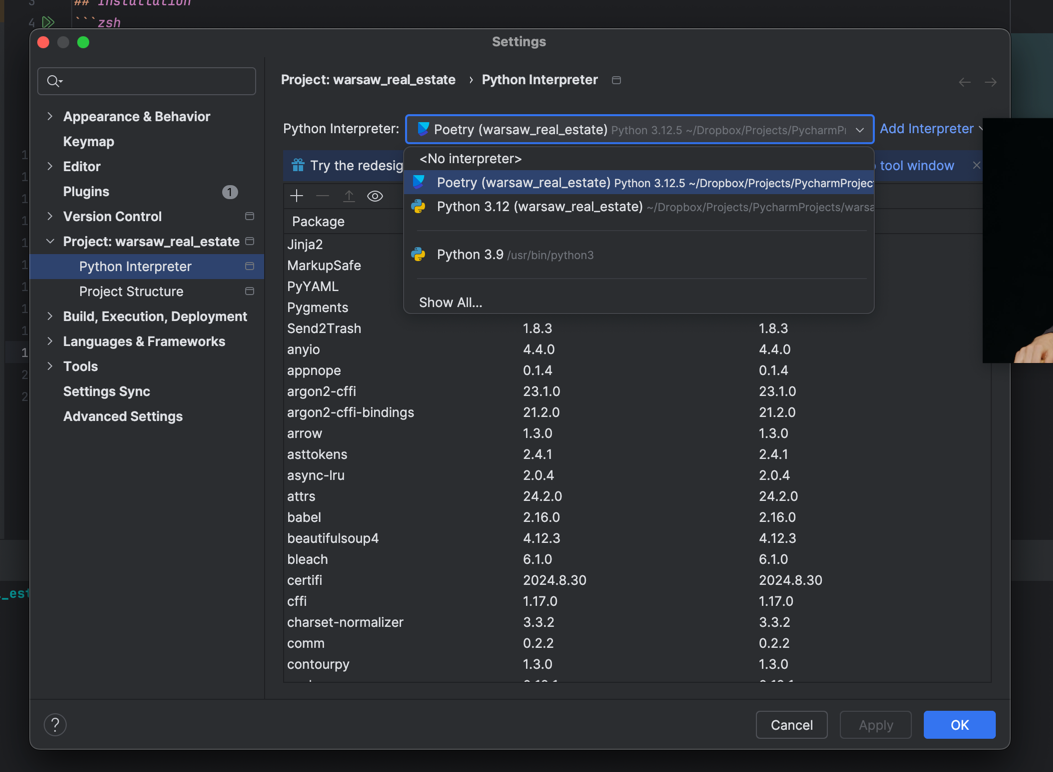 ## Installation
4 ```zsh
Settings
Project: warsaw_real_estate › Python Interpreter
Appearance & Behavior
Keymap
Editor
Plugins 1
Version Control
Project: warsaw_real_estate
Python Interpreter
Project Structure
Build, Execution, Deployment
Languages & Frameworks
Tools
Settings Sync
Advanced Settings
Python Interpreter: Poetry (warsaw_real_estate) Python 3.12.5 ~/Dropbox/Projects/PycharmP Add Interpreter
Try the redesig tool window
<No interpreter>
Poetry (warsaw_real_estate) Python 3.12.5 ~/Dropbox/Projects/PycharmProjec
Python 3.12 (warsaw_real_estate) ~/Dropbox/Projects/PycharmProjects/warsa
Python 3.9 /usr/bin/python3
Show All...
Package
Jinja2
MarkupSafe
PyYAML
Pygments
Send2Trash 1.8.3 1.8.3
anyio 4.4.0 4.4.0
appnope 0.1.4 0.1.4
argon2-cffi 23.1.0 23.1.0
argon2-cffi-bindings 21.2.0 21.2.0
arrow 1.3.0 1.3.0
asttokens 2.4.1 2.4.1
async-lru 2.0.4 2.0.4
attrs 24.2.0 24.2.0
babel 2.16.0 2.16.0
beautifulsoup4 4.12.3 4.12.3
bleach 6.1.0 6.1.0
certifi 2024.8.30 2024.8.30
cffi 1.17.0 1.17.0
charset-normalizer 3.3.2 3.3.2
comm 0.2.2 0.2.2
contourpy 1.3.0 1.3.0
_est
? Cancel Apply OK